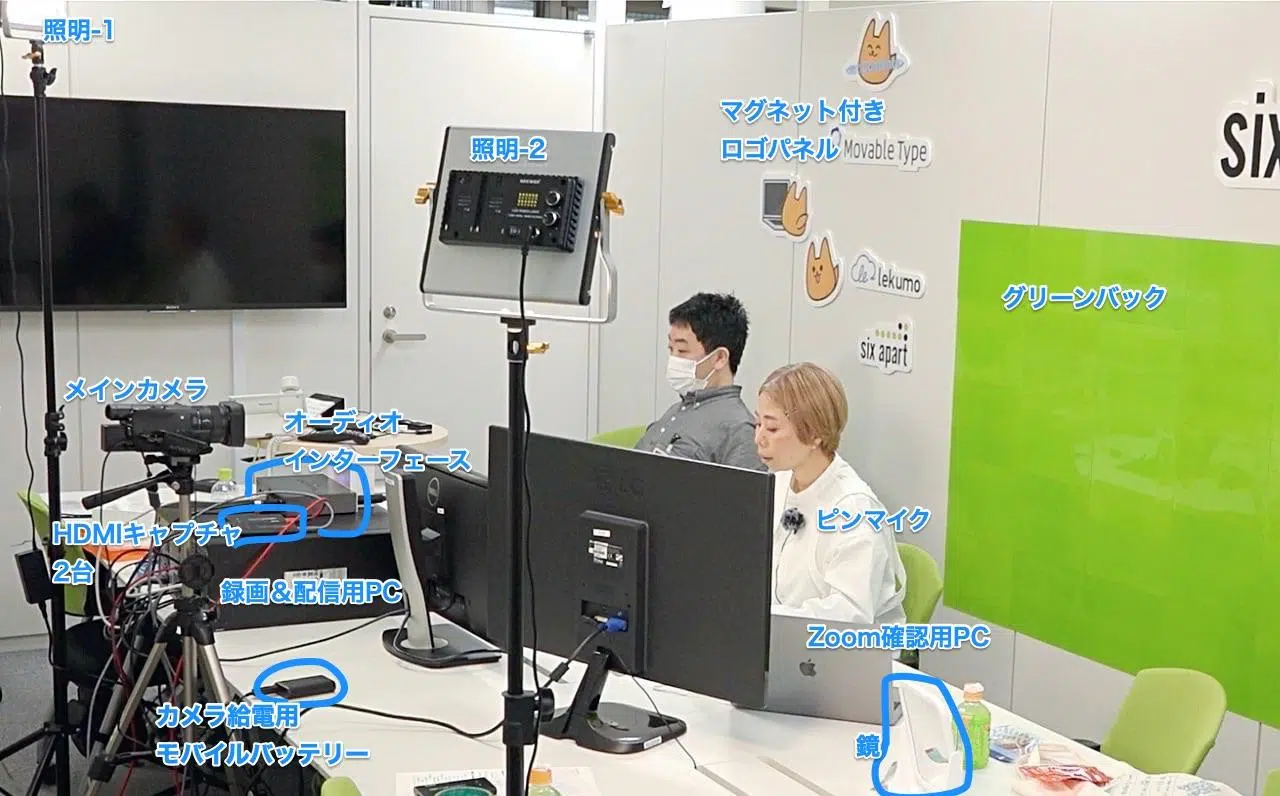 照明-1
マグネット付き
ロゴパネル
Movable Type
six
照明-2
NEEWER
lekumo
グリーンバック
six apart
メインカメラ
オーディオ
インターフェース
LG
DELL
ピンマイク
HDMIキャプチャ
2台
録画＆配信用PC
Zoom確認用PC
カメラ給電用
モバイルバッテリー
鏡
SONY